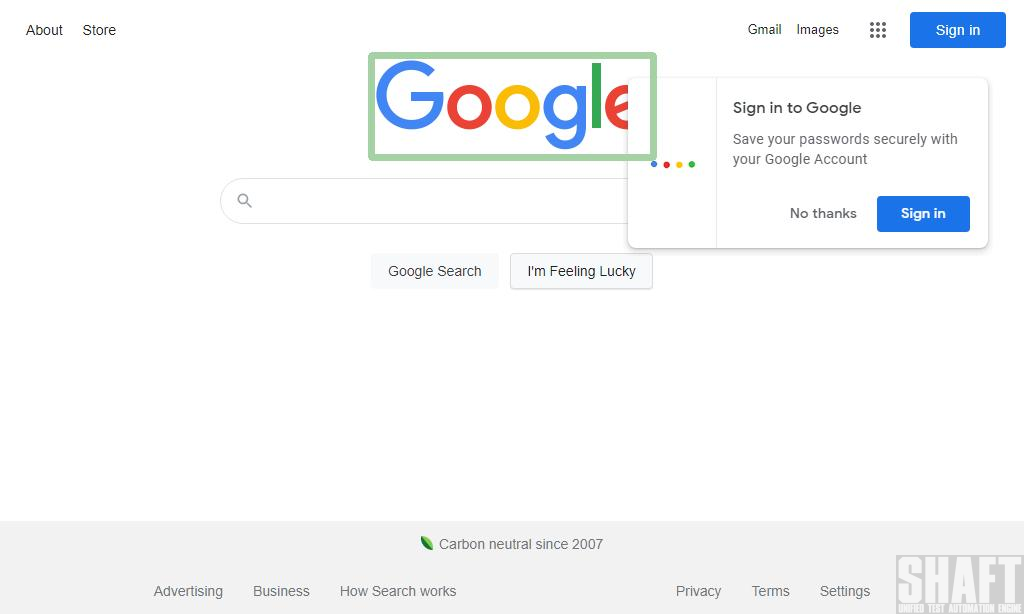 About Store
Gmail Images
Sign in
Google
Sign in to Google
Save your passwords securely with
your Google Account
No thanks
Sign in
Google Search
I'm Feeling Lucky
Carbon neutral since 2007
Advertising Business How Search works
Privacy Terms Settings
SHAFT
UNIFIED TEST AUTOMATION ENGINE